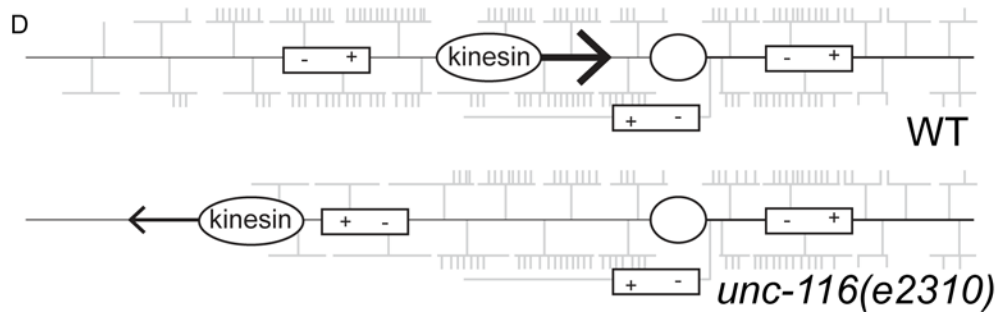 D
- + kinesin - +
+ -
WT
kinesin + - - +
+ -
unc-116(e2310)